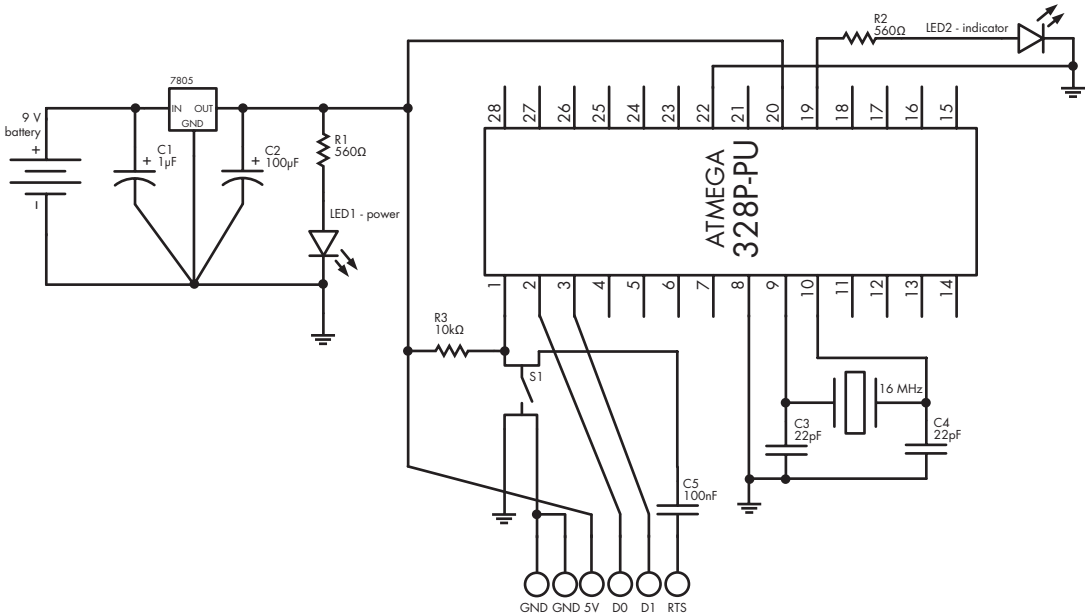 R2
560Ω
LED2 - indicator
7805
IN OUT
GND
9 V
battery
+
–
+
C1
1µF
+
C2
100µF
R1
560Ω
LED1 - power
28 27 26 25 24 23 22 21 20 19 18 17 16 15
ATMEGA
328P-PU
1 2 3 4 5 6 7 8 9 10 11 12 13 14
R3
10kΩ
S1
16 MHz
C3
22pF
C4
22pF
C5
100nF
GND GND 5V D0 D1 RTS